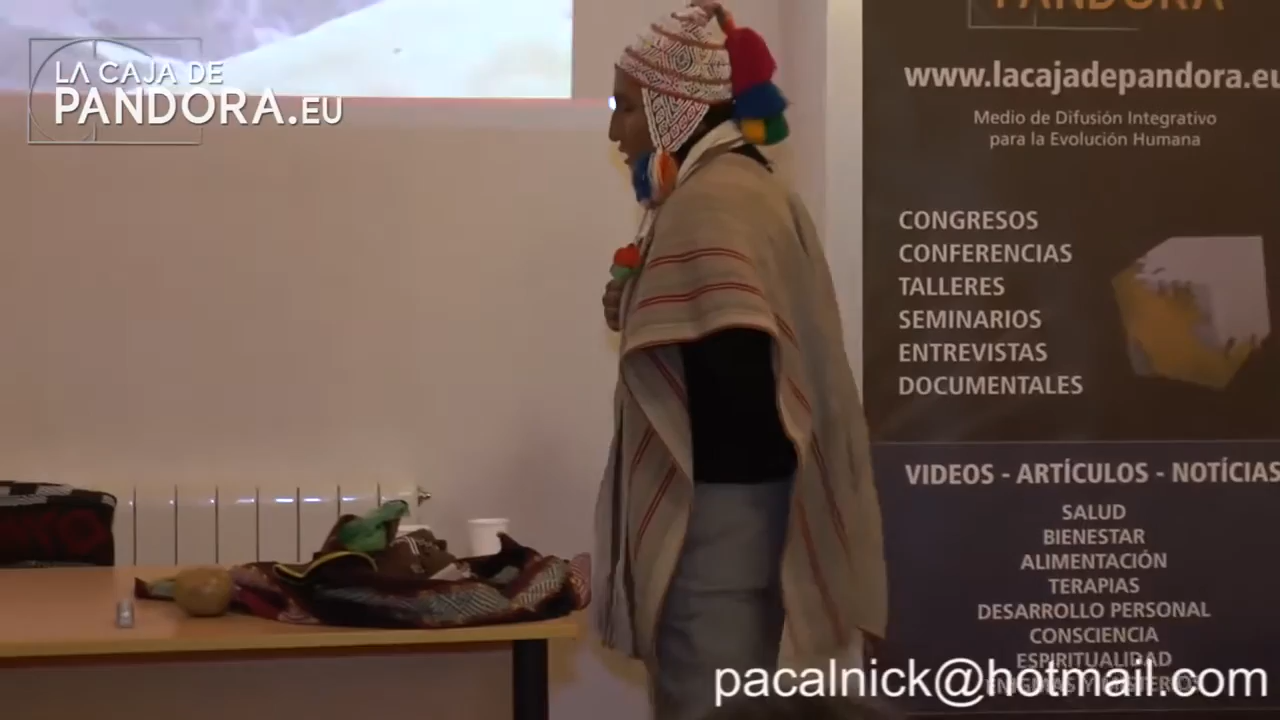 LA CAJA DE
PANDORA.EU
PANDORA
www.lacajadepandora.eu
Medio de Difusión Integrativo
para la Evolución Humana
CONGRESOS
CONFERENCIAS
TALLERES
SEMINARIOS
ENTREVISTAS
DOCUMENTALES
VIDEOS - ARTÍCULOS - NOTÍCIAS
SALUD
BIENESTAR
ALIMENTACIÓN
TERAPIAS
DESARROLLO PERSONAL
CONSCIENCIA
ESPIRITUALIDAD
pacalnick@hotmail.com